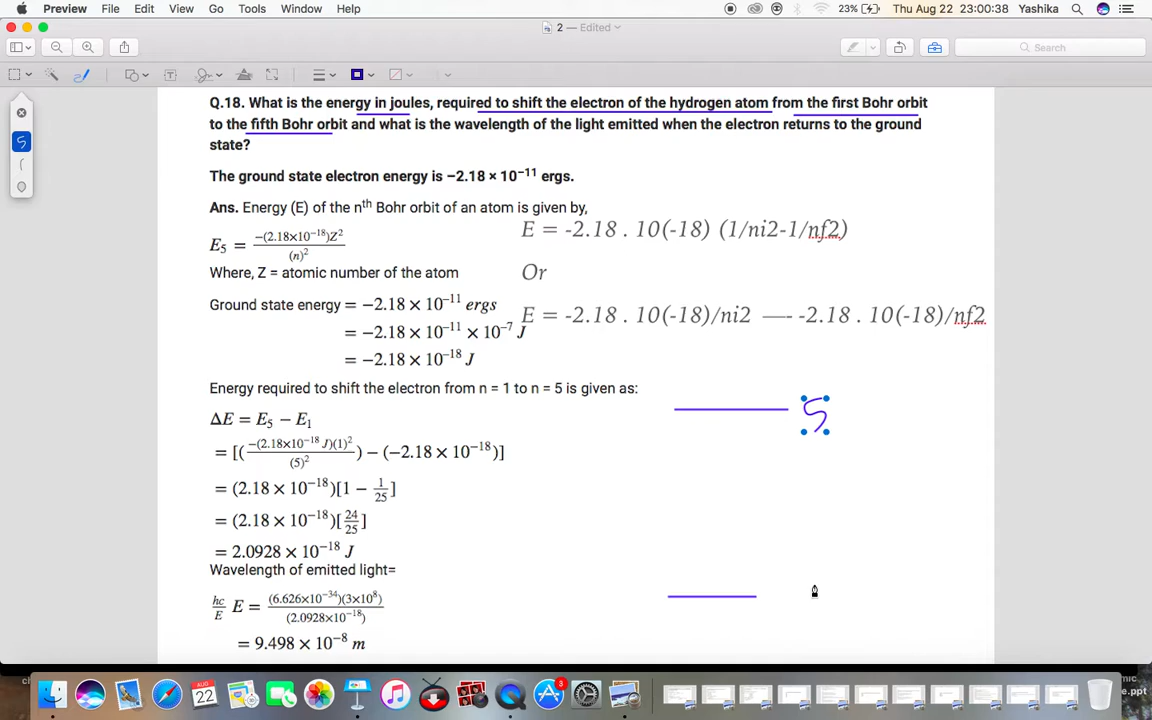 Preview File Edit View Go Tools Window Help 23% Thu Aug 22 23:00:38 Yashika
2 — Edited
Search
Q.18. What is the energy in joules, required to shift the electron of the hydrogen atom from the first Bohr orbit
to the fifth Bohr orbit and what is the wavelength of the light emitted when the electron returns to the ground
state?
The ground state electron energy is −2.18 × 10⁻¹¹ ergs.
Ans. Energy (E) of the nᵗʰ Bohr orbit of an atom is given by,
E = -2.18 . 10(-18) (1/ni2-1/nf2)
E₅ = −(2.18×10⁻¹⁸)Z² / (n)²
Where, Z = atomic number of the atom
Or
Ground state energy = −2.18 × 10⁻¹¹ ergs
E = -2.18 . 10(-18)/ni2 —- -2.18 . 10(-18)/nf2
= −2.18 × 10⁻¹¹ × 10⁻⁷ J
= −2.18 × 10⁻¹⁸ J
Energy required to shift the electron from n = 1 to n = 5 is given as:
5
ΔE = E₅ − E₁
= [( −(2.18×10⁻¹⁸ J)(1)² / (5)² ) − (−2.18 × 10⁻¹⁸)]
= (2.18 × 10⁻¹⁸)[1 − 1/25]
= (2.18 × 10⁻¹⁸)[24/25]
= 2.0928 × 10⁻¹⁸ J
Wavelength of emitted light=
hc/E E = (6.626×10⁻³⁴)(3×10⁸) / (2.0928×10⁻¹⁸)
= 9.498 × 10⁻⁸ m
AUG
22
3
.ppt